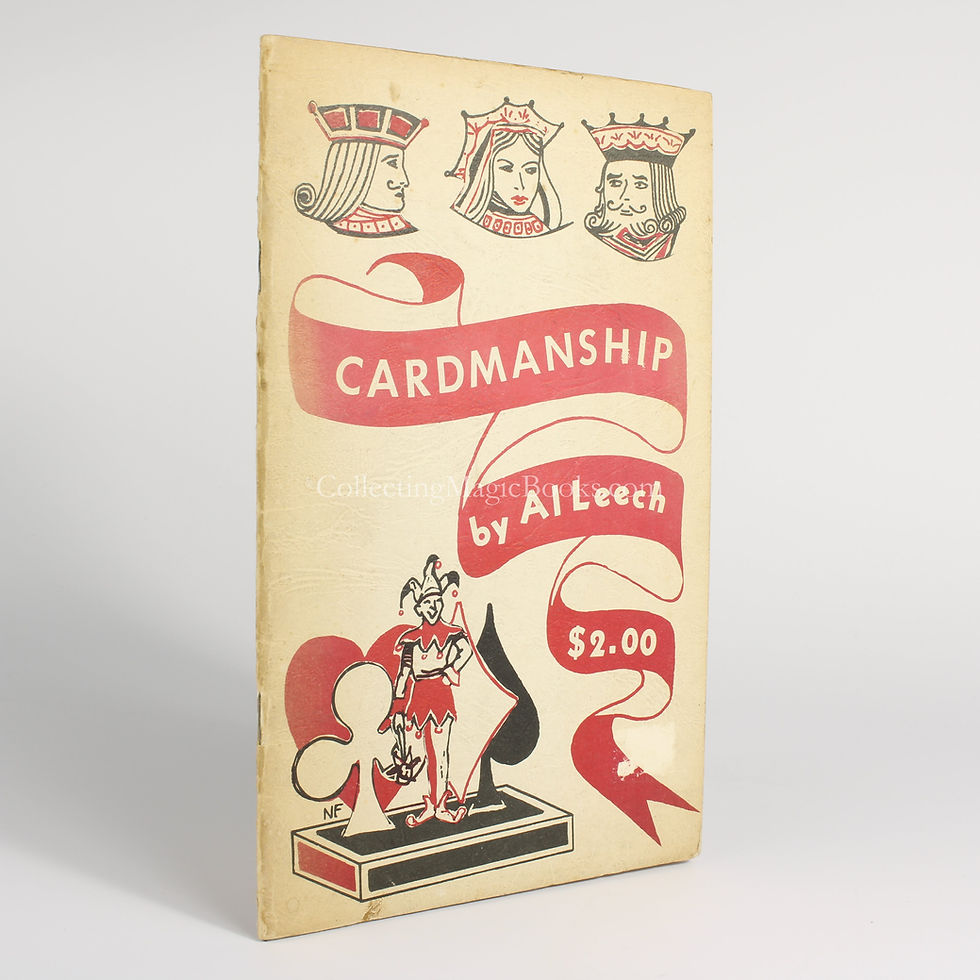 CARDMANSHIP
CollectingMagicBooks.com
by Al Leech
$2.00
NF